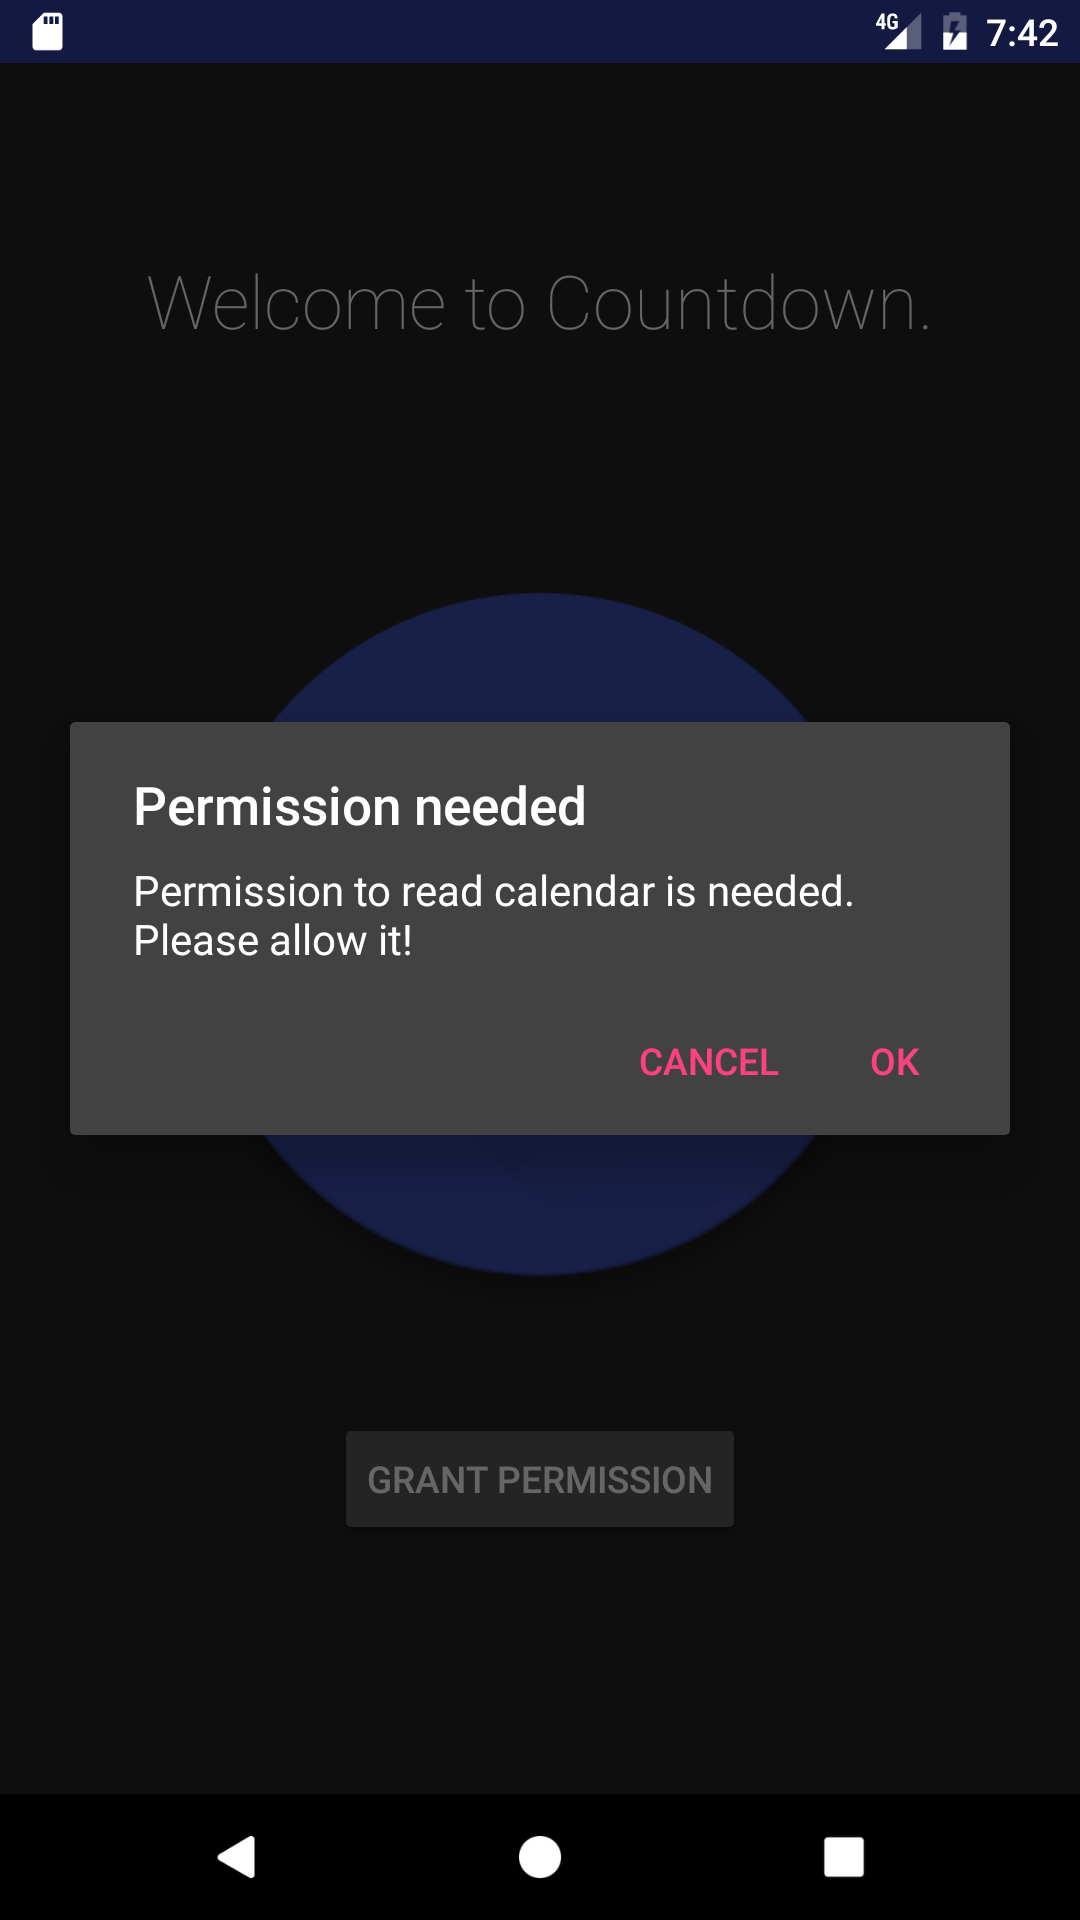 4G 7:42
Welcome to Countdown.
Permission needed
Permission to read calendar is needed.
Please allow it!
CANCEL OK
GRANT PERMISSION